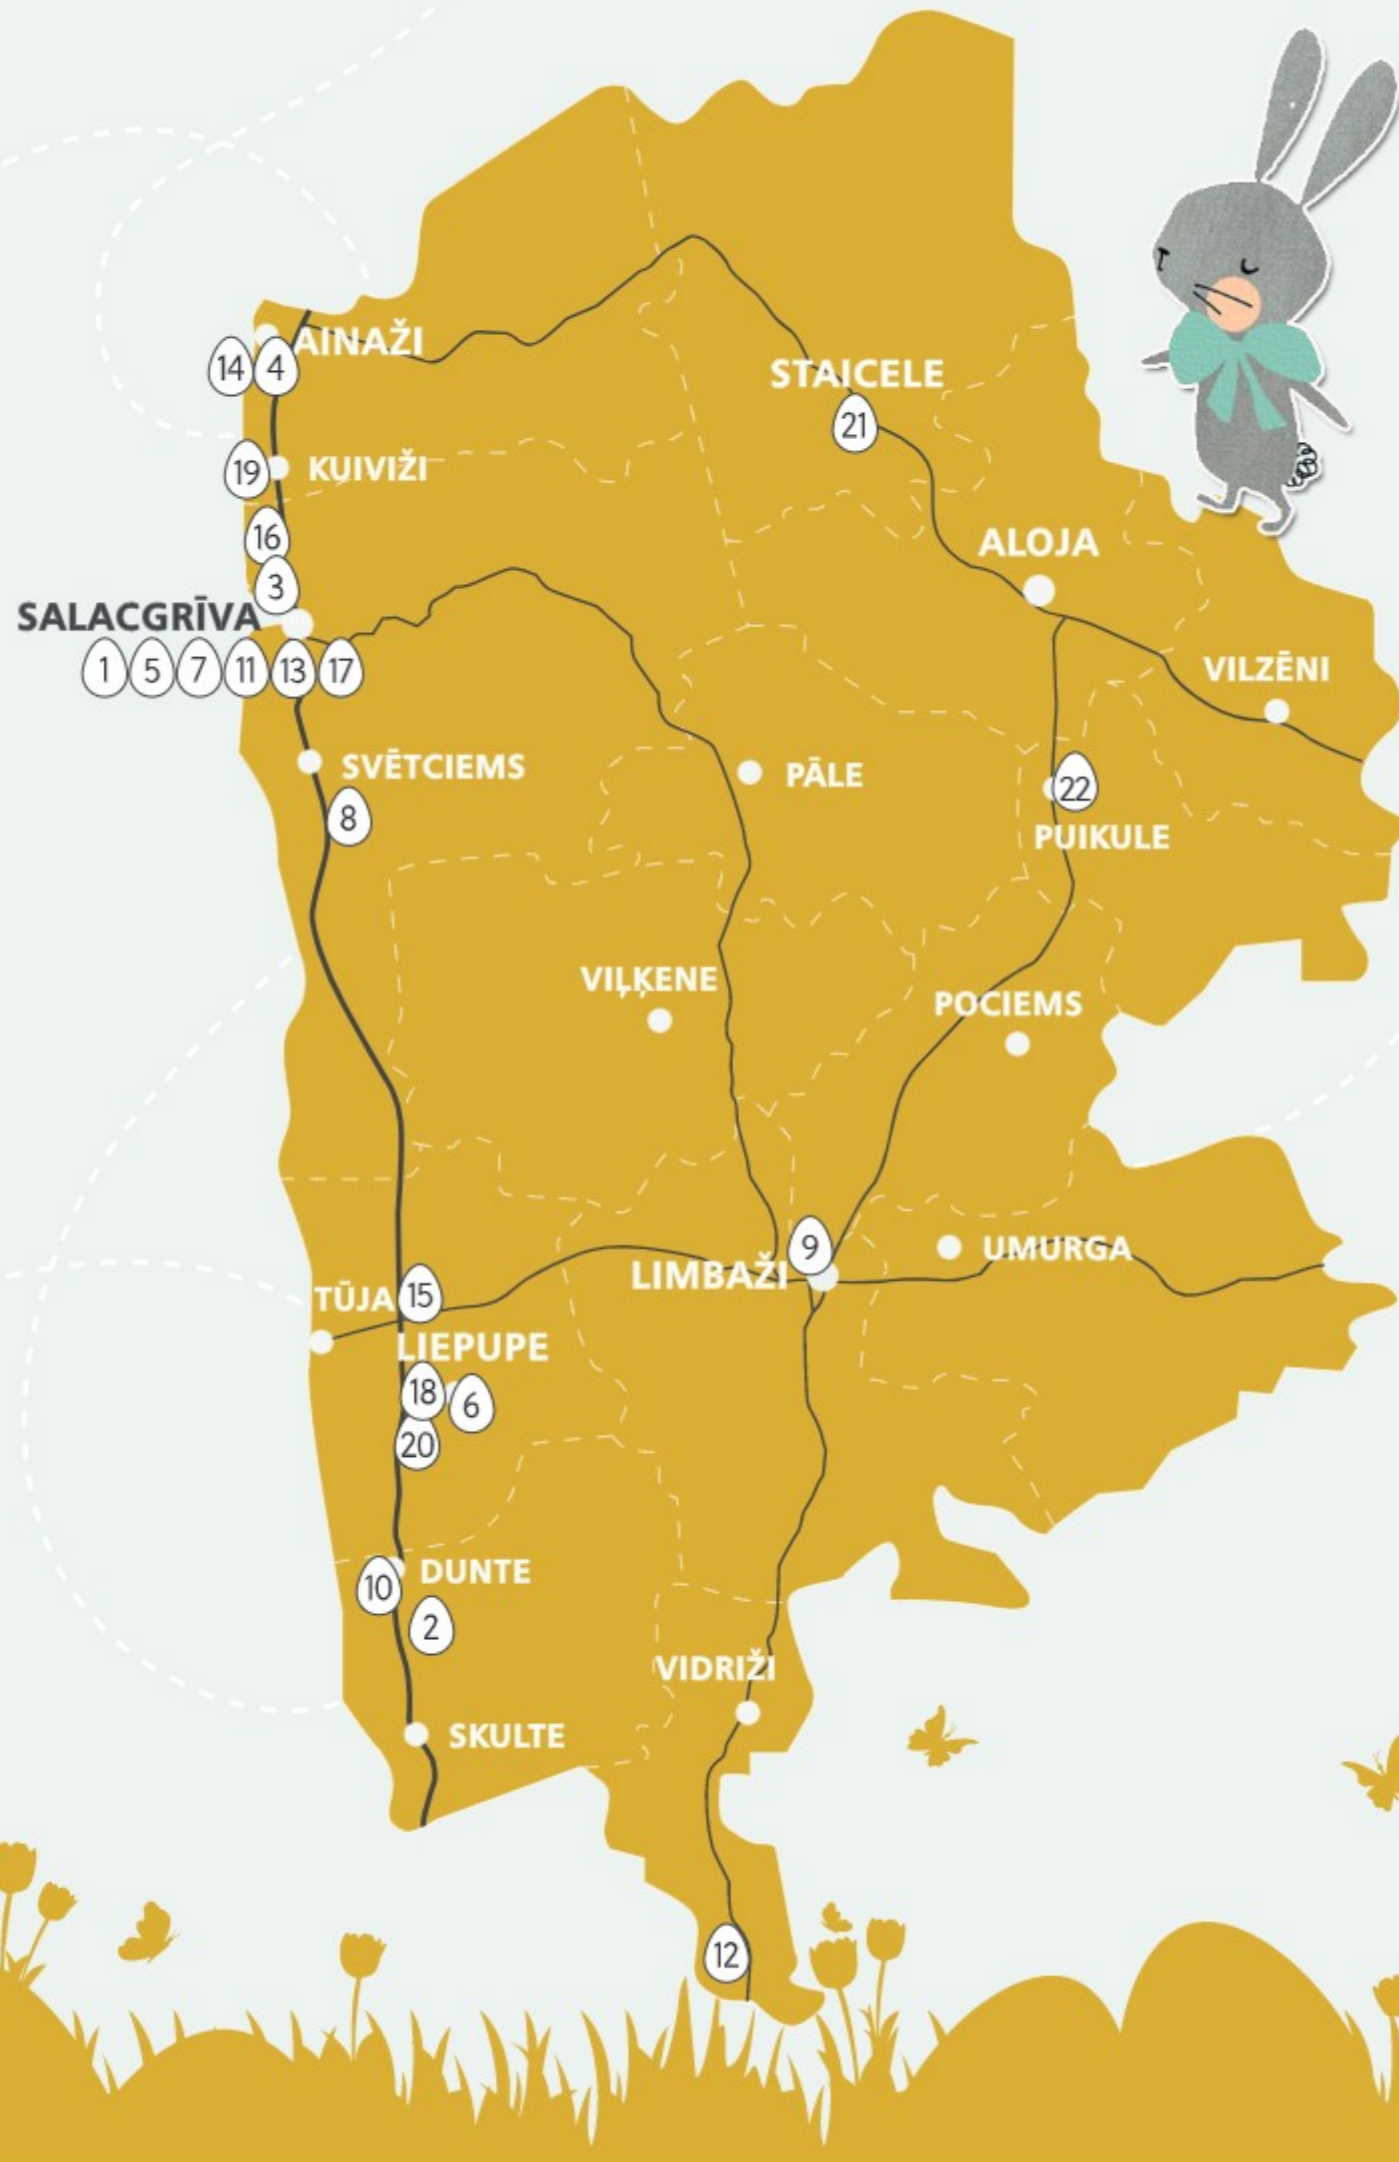 AINAŽI
14 4
STAICELE
21
19 KUIVIŽI
16
ALOJA
3
SALACGRĪVA
1 5 7 11 13 17
VILZĒNI
SVĒTCIEMS
PĀLE
22
8
PUIKULE
VIĻĶENE
POCIEMS
9
UMURGA
LIMBAŽI
TŪJA 15
LIEPUPE
18 6
20
DUNTE
10
2
VIDRIŽI
SKULTE
12